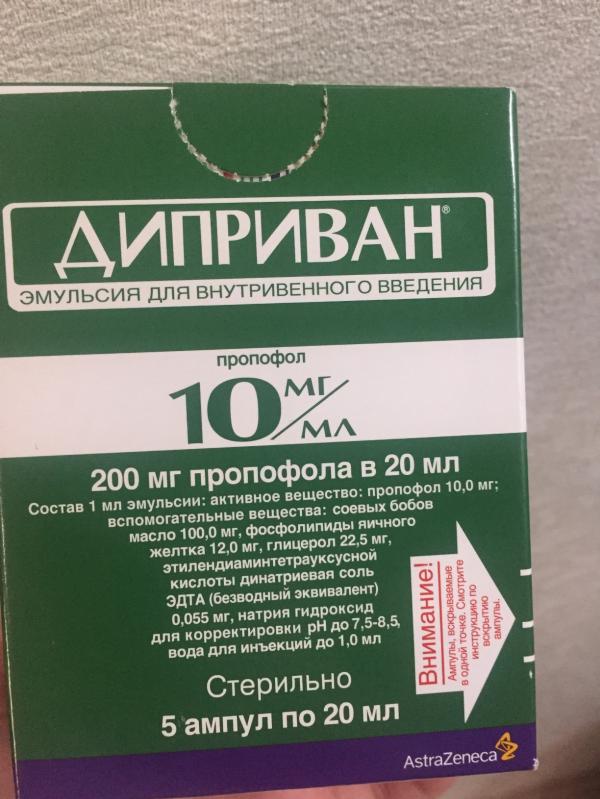 ДИПРИВАН®
ЭМУЛЬСИЯ ДЛЯ ВНУТРИВЕННОГО ВВЕДЕНИЯ
пропофол
10 МГ/МЛ
200 мг пропофола в 20 мл
Состав 1 мл эмульсии: активное вещество: пропофол 10,0 мг;
вспомогательные вещества: соевых бобов
масло 100,0 мг, фосфолипиды яичного
желтка 12,0 мг, глицерол 22,5 мг,
этилендиаминтетрауксусной
кислоты динатриевая соль
ЭДТА (безводный эквивалент)
0,055 мг, натрия гидроксид
для корректировки pH до 7,5-8,5,
вода для инъекций до 1,0 мл
Внимание!
Ампулы, вскрываемые
в одной точке. Смотрите
инструкцию по
вскрытию
ампулы.
Стерильно
5 ампул по 20 мл
AstraZeneca